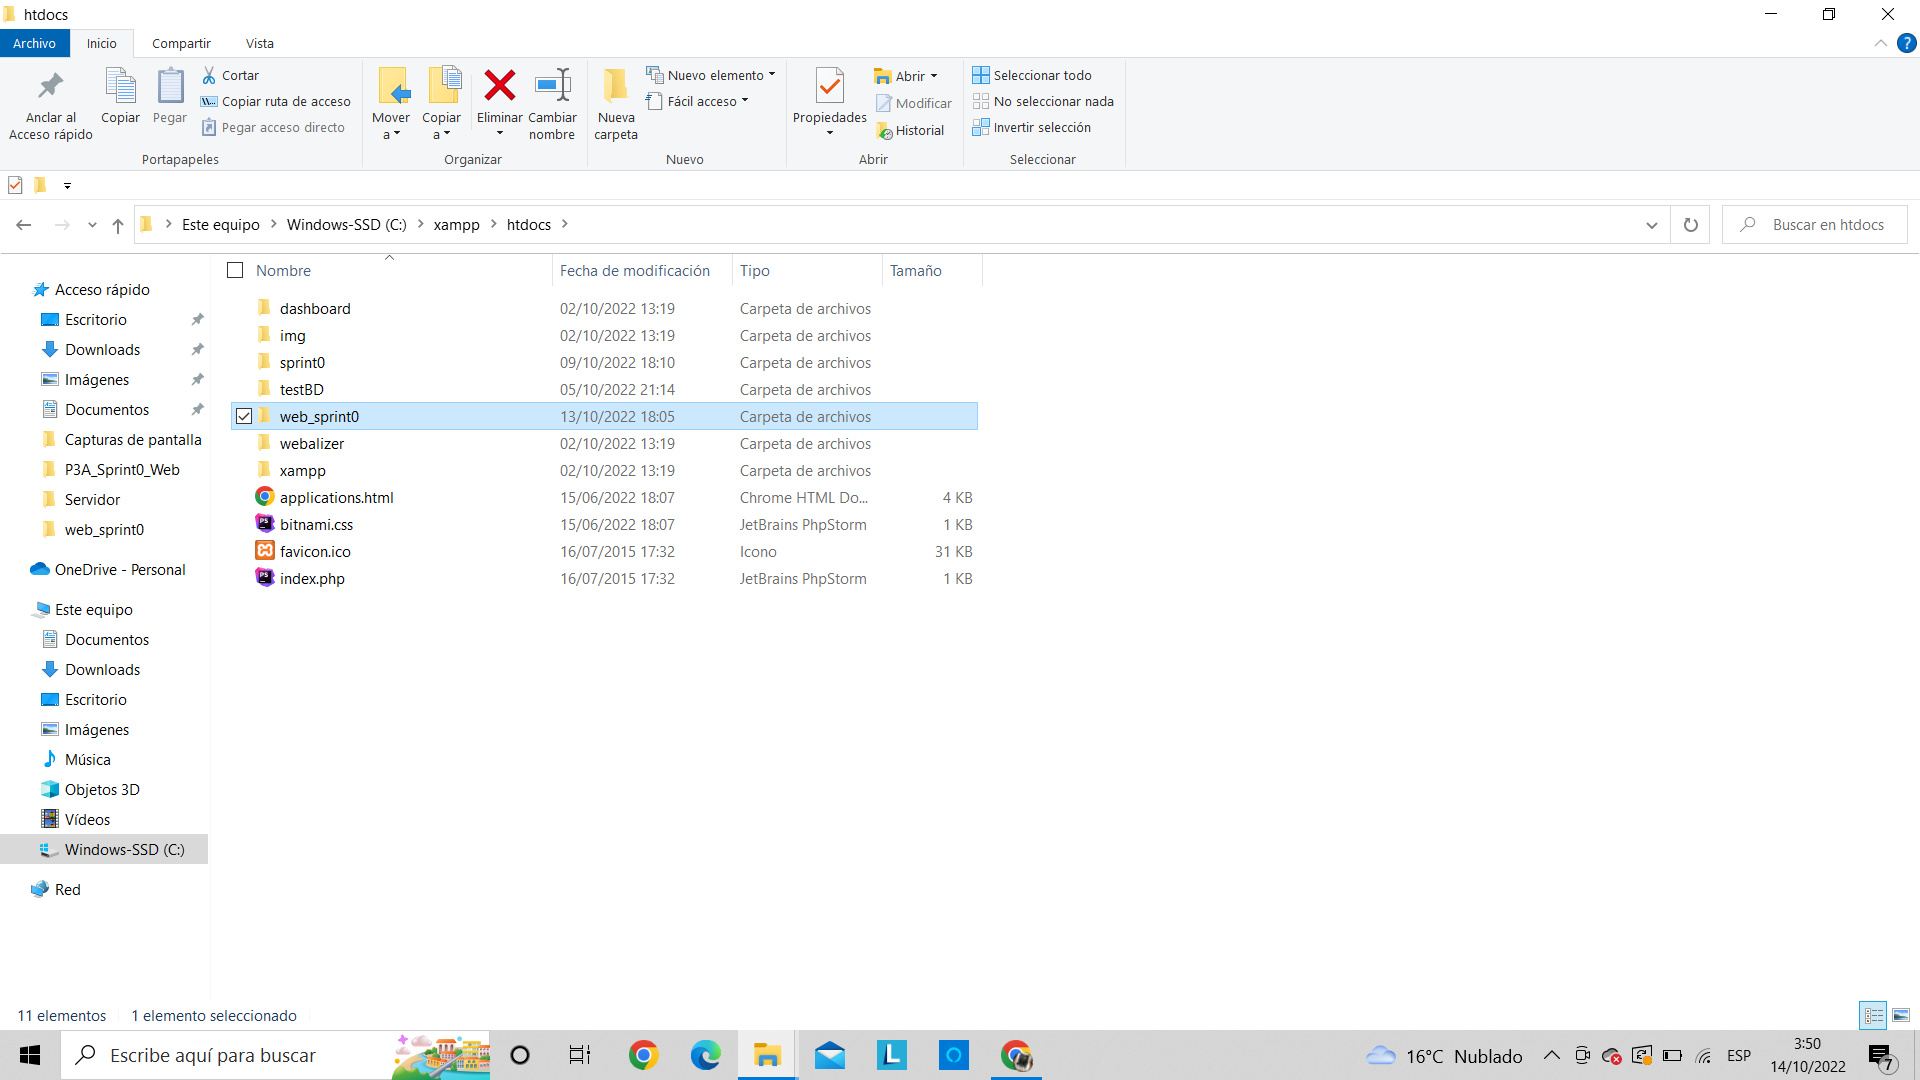 htdocs
Archivo Inicio Compartir Vista
Anclar al Acceso rápido
Copiar
Pegar
Cortar
Copiar ruta de acceso
Pegar acceso directo
Portapapeles
Mover a
Copiar a
Eliminar
Cambiar nombre
Organizar
Nueva carpeta
Nuevo elemento
Fácil acceso
Nuevo
Propiedades
Abrir
Modificar
Historial
Abrir
Seleccionar todo
No seleccionar nada
Invertir selección
Seleccionar
Este equipo Windows-SSD (C:) xampp htdocs
Buscar en htdocs
Acceso rápido
Escritorio
Downloads
Imágenes
Documentos
Capturas de pantalla
P3A_Sprint0_Web
Servidor
web_sprint0
OneDrive - Personal
Este equipo
Documentos
Downloads
Escritorio
Imágenes
Música
Objetos 3D
Vídeos
Windows-SSD (C:)
Red
Nombre Fecha de modificación Tipo Tamaño
dashboard 02/10/2022 13:19 Carpeta de archivos
img 02/10/2022 13:19 Carpeta de archivos
sprint0 09/10/2022 18:10 Carpeta de archivos
testBD 05/10/2022 21:14 Carpeta de archivos
web_sprint0 13/10/2022 18:05 Carpeta de archivos
webalizer 02/10/2022 13:19 Carpeta de archivos
xampp 02/10/2022 13:19 Carpeta de archivos
applications.html 15/06/2022 18:07 Chrome HTML Do... 4 KB
bitnami.css 15/06/2022 18:07 JetBrains PhpStorm 1 KB
favicon.ico 16/07/2015 17:32 Icono 31 KB
index.php 16/07/2015 17:32 JetBrains PhpStorm 1 KB
11 elementos 1 elemento seleccionado
Escribe aquí para buscar
L
16°C Nublado
ESP
3:50
14/10/2022
7